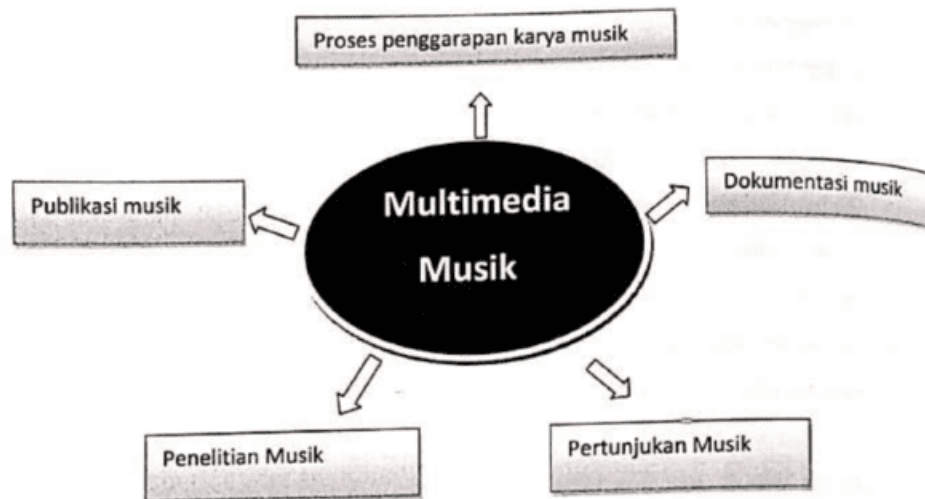 Proses penggarapan karya musik
Multimedia
Musik
Publikasi musik
Dokumentasi musik
Penelitian Musik
Pertunjukan Musik